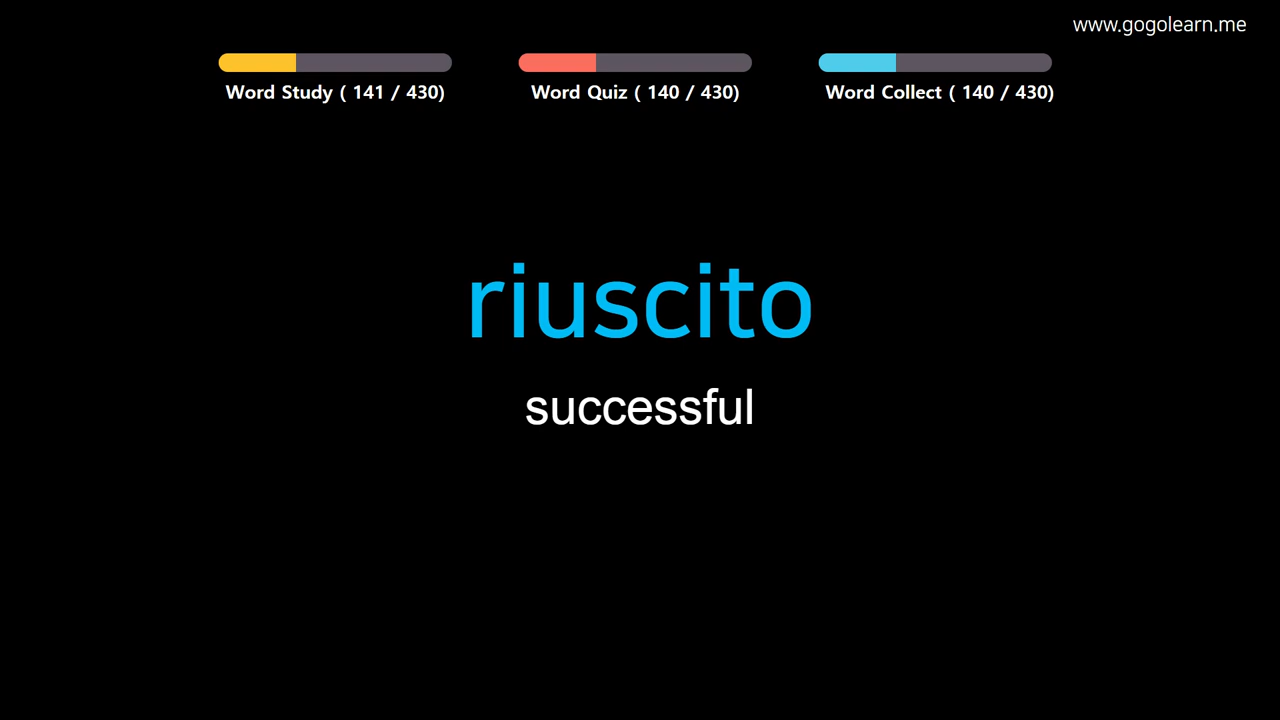 www.gogolearn.me
Word Study ( 141 / 430)
Word Quiz ( 140 / 430)
Word Collect ( 140 / 430)
riuscito
successful